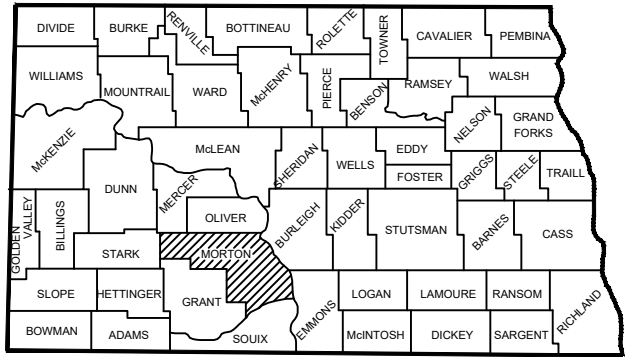 DIVIDE
BURKE
RENVILLE
BOTTINEAU
ROLETTE
TOWNER
CAVALIER
PEMBINA
WILLIAMS
MOUNTRAIL
WARD
McHENRY
PIERCE
BENSON
RAMSEY
WALSH
McKENZIE
McLEAN
SHERIDAN
WELLS
EDDY
FOSTER
NELSON
GRAND
FORKS
GRIGGS
STEELE
TRAILL
DUNN
MERCER
OLIVER
BURLEIGH
KIDDER
STUTSMAN
BARNES
CASS
GOLDEN
VALLEY
BILLINGS
STARK
MORTON
SLOPE
HETTINGER
GRANT
EMMONS
LOGAN
LAMOURE
RANSOM
RICHLAND
BOWMAN
ADAMS
SOUIX
McINTOSH
DICKEY
SARGENT